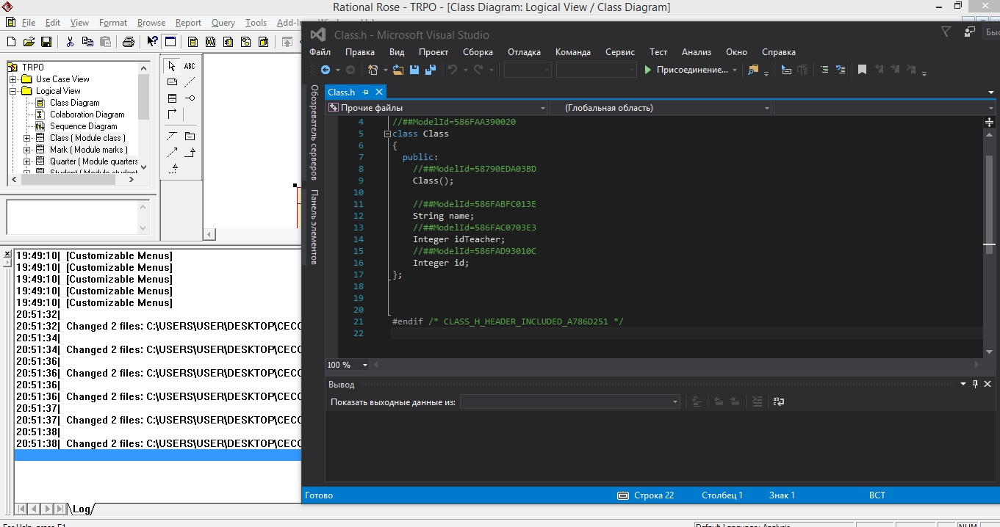 Rational Rose - TRPO - [Class Diagram: Logical View / Class Diagram]
File Edit View Format Browse Report Query Tools Add-In
TRPO
Use Case View
Logical View
Class Diagram
Colaboration Diagram
Sequence Diagram
Class ( Module class )
Mark ( Module marks )
Quarter ( Module quarters
ABC
19:49:10| [Customizable Menus]
19:49:10| [Customizable Menus]
19:49:10| [Customizable Menus]
19:49:10| [Customizable Menus]
19:49:10| [Customizable Menus]
20:51:32|
20:51:32| Changed 2 files: C:\USERS\USER\DESKTOP\CECC
20:51:34|
20:51:34| Changed 2 files: C:\USERS\USER\DESKTOP\CECC
20:51:36|
20:51:36| Changed 2 files: C:\USERS\USER\DESKTOP\CECC
20:51:36|
20:51:36| Changed 2 files: C:\USERS\USER\DESKTOP\CECC
20:51:37|
20:51:37| Changed 2 files: C:\USERS\USER\DESKTOP\CECC
20:51:38|
20:51:38| Changed 2 files: C:\USERS\USER\DESKTOP\CECC
Log
Class.h - Microsoft Visual Studio
Быс
Файл Правка Вид Проект Сборка Отладка Команда Сервис Тест Анализ Окно Справка
Присоединение...
Обозреватель серверов
Панель элементов
Class.h
Прочие файлы (Глобальная область)
4 //##ModelId=586FAA390020
5 class Class
6 {
7 public:
8 //##ModelId=58790EDA03BD
9 Class();
10
11 //##ModelId=586FABFC013E
12 String name;
13 //##ModelId=586FAC0703E3
14 Integer idTeacher;
15 //##ModelId=586FAD93010C
16 Integer id;
17 };
18
19
20
21 #endif /* CLASS_H_HEADER_INCLUDED_A786D251 */
22
100 %
Вывод
Показать выходные данные из:
Готово Строка 22 Столбец 1 Знак 1 ВСТ
For Help, press F1 Default Language: Analysis NUM